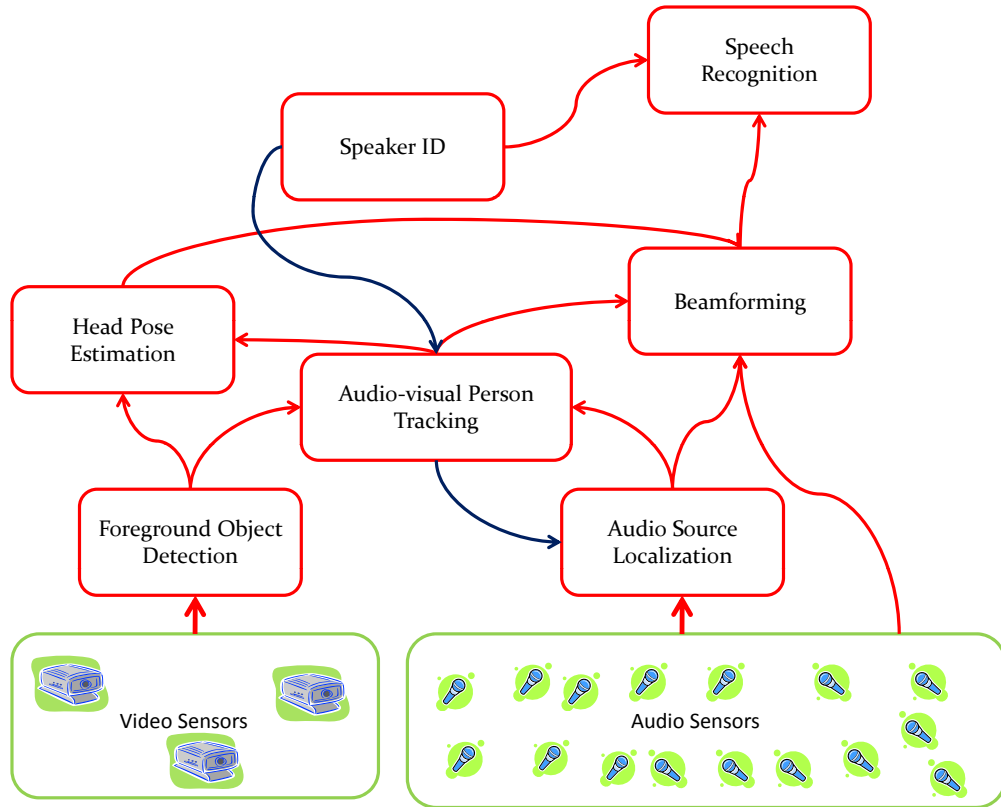 Speech
Recognition
Speaker ID
Beamforming
Head Pose
Estimation
Audio-visual Person
Tracking
Foreground Object
Detection
Audio Source
Localization
Video Sensors
Audio Sensors